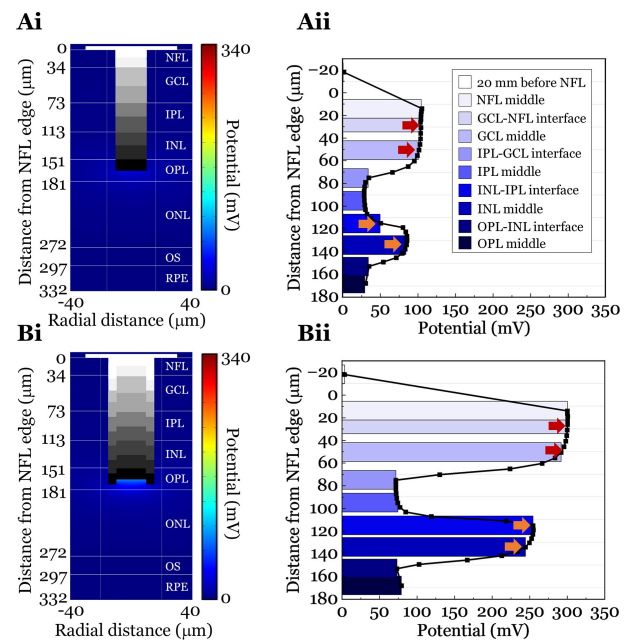 Ai
Aii
0
34
73
113
151
181
272
297
332
Distance from NFL edge (µm)
NFL
GCL
IPL
INL
OPL
ONL
OS
RPE
-40
0
40
Radial distance (µm)
340
Potential (mV)
0
−20
0
20
40
60
80
100
120
140
160
180
Distance from NFL edge (µm)
20 mm before NFL
NFL middle
GCL-NFL interface
GCL middle
IPL-GCL interface
IPL middle
INL-IPL interface
INL middle
OPL-INL interface
OPL middle
0 50 100 150 200 250 300 350
Potential (mV)
Bi
Bii
0
34
73
113
151
181
272
297
332
Distance from NFL edge (µm)
NFL
GCL
IPL
INL
OPL
ONL
OS
RPE
-40
0
40
Radial distance (µm)
340
Potential (mV)
0
−20
0
20
40
60
80
100
120
140
160
180
Distance from NFL edge (µm)
0 50 100 150 200 250 300 350
Potential (mV)